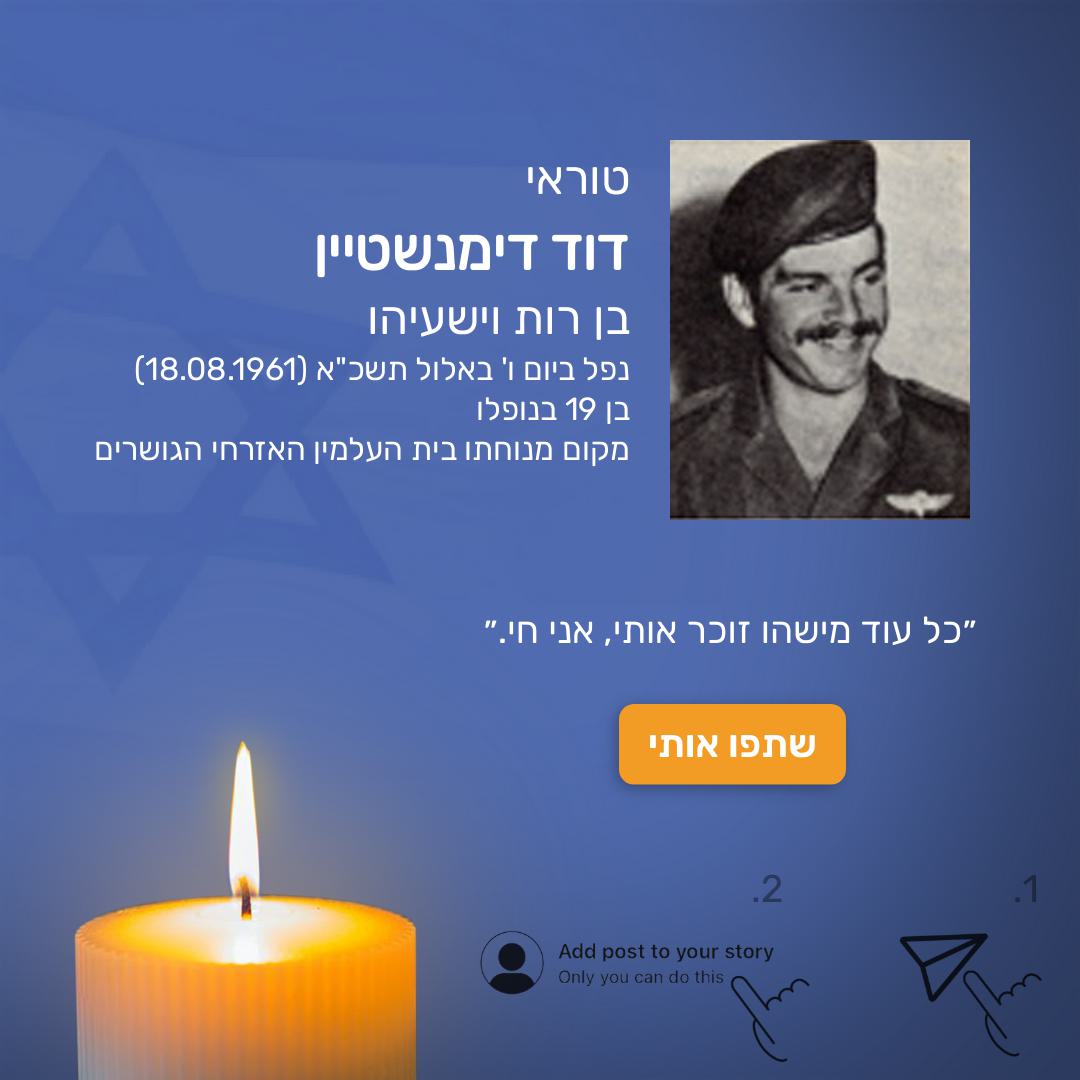 טוראי
דוד דימנשטיין
בן רות וישעיהו
נפל ביום ו' באלול תשכ"א (18.08.1961)
בן 19 בנופלו
מקום מנוחתו בית העלמין האזרחי הגושרים
״כל עוד מישהו זוכר אותי, אני חי.״
שתפו אותי
.1
.2
Add post to your story
Only you can do this